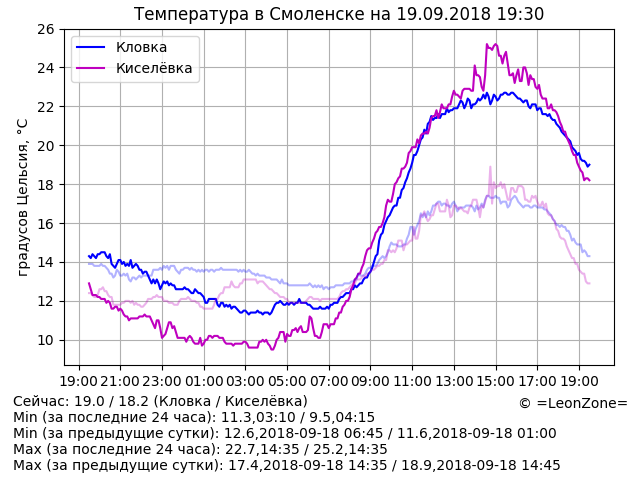 Температура в Смоленске на 19.09.2018 19:30
26
24
22
20
18
16
14
12
10
градусов Цельсия, °C
Кловка
Киселёвка
19:00 21:00 23:00 01:00 03:00 05:00 07:00 09:00 11:00 13:00 15:00 17:00 19:00
Сейчас: 19.0 / 18.2 (Кловка / Киселёвка)
© =LeonZone=
Min (за последние 24 часа): 11.3,03:10 / 9.5,04:15
Min (за предыдущие сутки): 12.6,2018-09-18 06:45 / 11.6,2018-09-18 01:00
Max (за последние 24 часа): 22.7,14:35 / 25.2,14:35
Max (за предыдущие сутки): 17.4,2018-09-18 14:35 / 18.9,2018-09-18 14:45